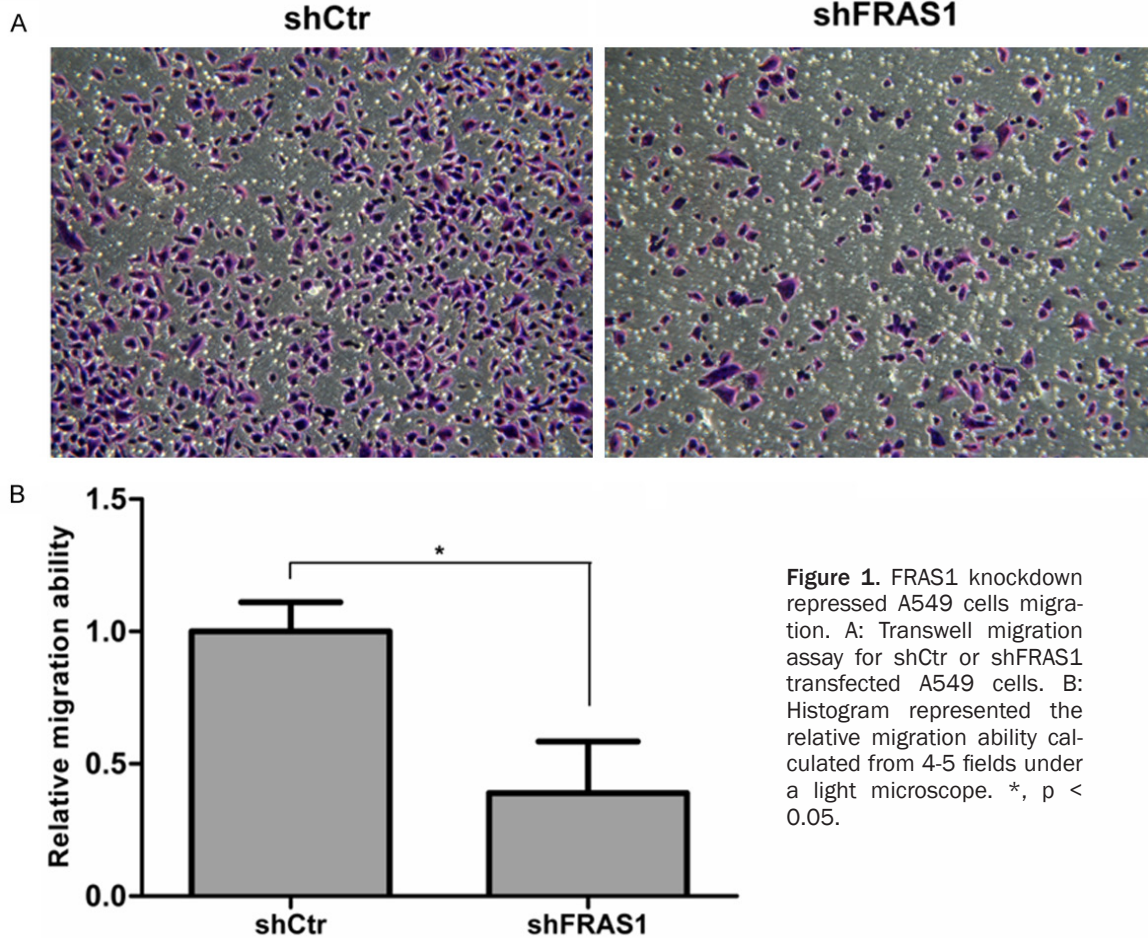 A
shCtr
shFRAS1
B
Relative migration ability
1.5
1.0
0.5
0.0
*
shCtr
shFRAS1
Figure 1. FRAS1 knockdown
repressed A549 cells migra-
tion. A: Transwell migration
assay for shCtr or shFRAS1
transfected A549 cells. B:
Histogram represented the
relative migration ability cal-
culated from 4-5 fields under
a light microscope. *, p <
0.05.